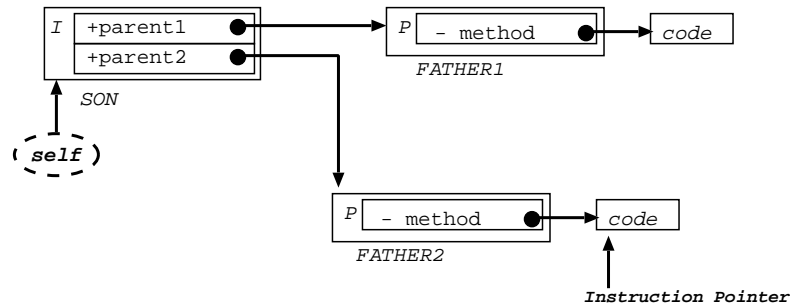 I
+parent1
+parent2
SON
self
P
- method
code
FATHER1
P
- method
code
FATHER2
Instruction Pointer